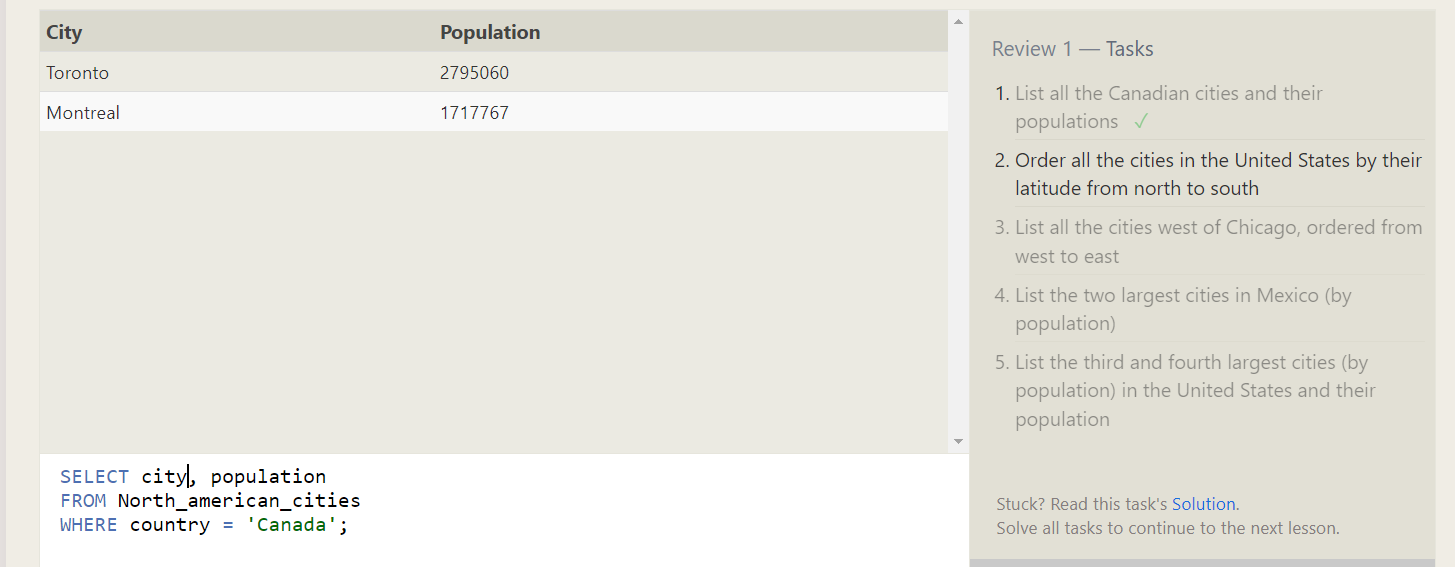 City Population
Toronto 2795060
Montreal 1717767
SELECT city, population
FROM North_american_cities
WHERE country = 'Canada';
Review 1 — Tasks
1. List all the Canadian cities and their
populations ✓
2. Order all the cities in the United States by their
latitude from north to south
3. List all the cities west of Chicago, ordered from
west to east
4. List the two largest cities in Mexico (by
population)
5. List the third and fourth largest cities (by
population) in the United States and their
population
Stuck? Read this task's Solution.
Solve all tasks to continue to the next lesson.